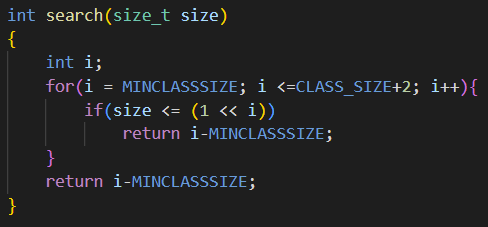 int search(size_t size)
{
    int i;
    for(i = MINCLASSSIZE; i <=CLASS_SIZE+2; i++){
        if(size <= (1 << i))
            return i-MINCLASSSIZE;
    }
    return i-MINCLASSSIZE;
}